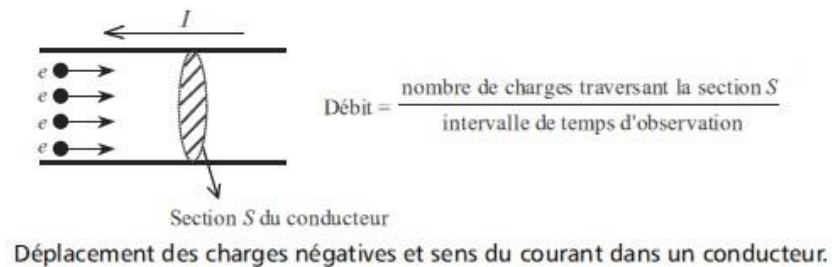 I
e
e
e
e
Débit = nombre de charges traversant la section S
intervalle de temps d'observation
Section S du conducteur
Déplacement des charges négatives et sens du courant dans un conducteur.